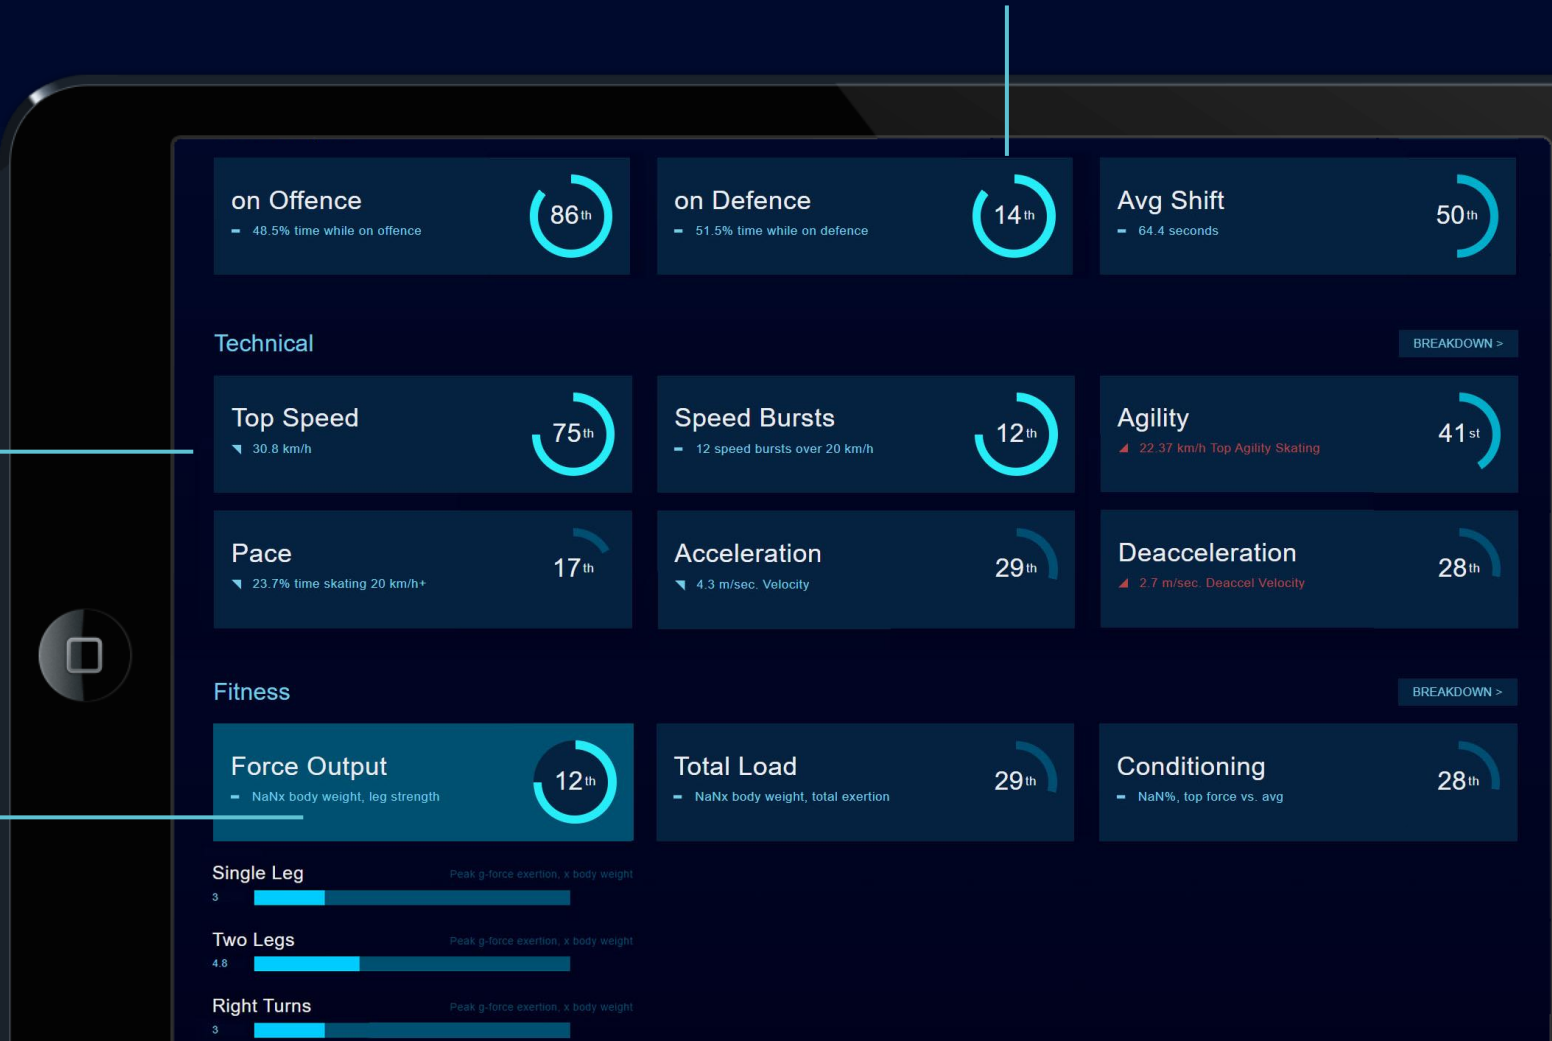 on Offence
48.5% time while on offence
86th
on Defence
51.5% time while on defence
14th
Avg Shift
64.4 seconds
50th
Technical
BREAKDOWN >
Top Speed
30.8 km/h
75th
Speed Bursts
12 speed bursts over 20 km/h
12th
Agility
22.37 km/h Top Agility Skating
41st
Pace
23.7% time skating 20 km/h+
17th
Acceleration
4.3 m/sec. Velocity
29th
Deacceleration
2.7 m/sec. Deaccel Velocity
28th
Fitness
BREAKDOWN >
Force Output
NaNx body weight, leg strength
12th
Total Load
NaNx body weight, total exertion
29th
Conditioning
NaN%, top force vs. avg
28th
Single Leg
Peak g-force exertion, x body weight
3
Two Legs
Peak g-force exertion, x body weight
4.8
Right Turns
Peak g-force exertion, x body weight
3